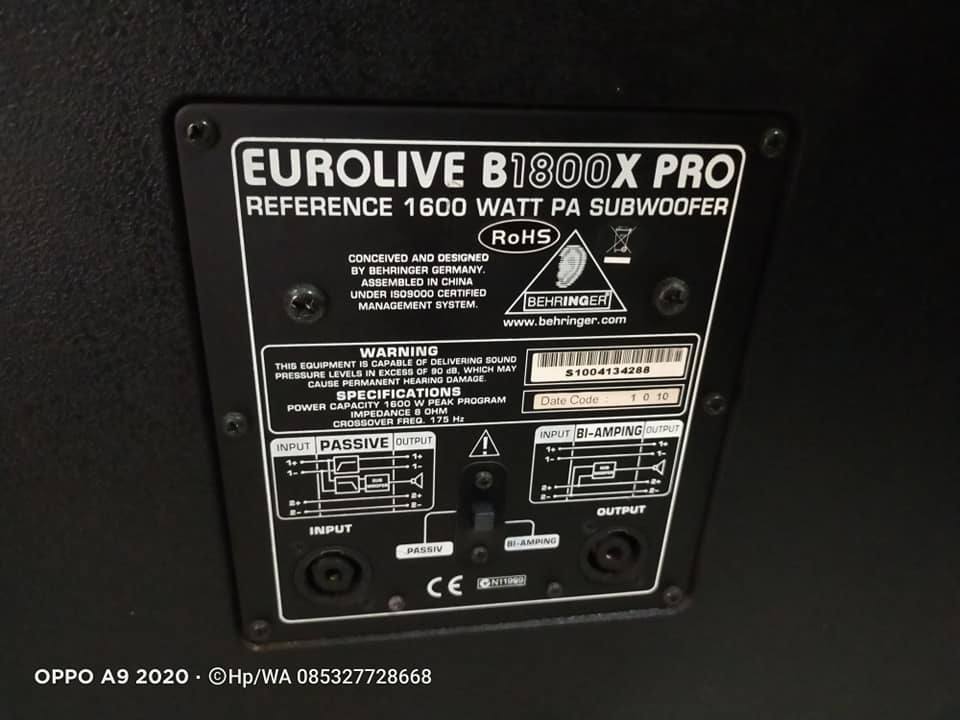 EUROLIVE B1800X PRO
REFERENCE 1600 WATT PA SUBWOOFER
RoHS
CONCEIVED AND DESIGNED
BY BEHRINGER GERMANY.
ASSEMBLED IN CHINA
UNDER ISO9000 CERTIFIED
MANAGEMENT SYSTEM.
BEHRINGER
www.behringer.com
WARNING
THIS EQUIPMENT IS CAPABLE OF DELIVERING SOUND
PRESSURE LEVELS IN EXCESS OF 90 dB, WHICH MAY
CAUSE PERMANENT HEARING DAMAGE.
SPECIFICATIONS
POWER CAPACITY 1600 W PEAK PROGRAM
IMPEDANCE 8 OHM
CROSSOVER FREQ. 175 Hz
S1004134288
Date Code : 1 0 10
INPUT PASSIVE OUTPUT
1+ 1+
1- 1-
SUB
WOOFER
2+ 2+
2- 2-
INPUT BI-AMPING OUTPUT
1+ 1+
1- 1-
SUB
WOOFER
2+ 2+
2- 2-
INPUT
OUTPUT
PASSIV
BI-AMPING
CE
N11999
OPPO A9 2020 · ©Hp/WA 085327728668